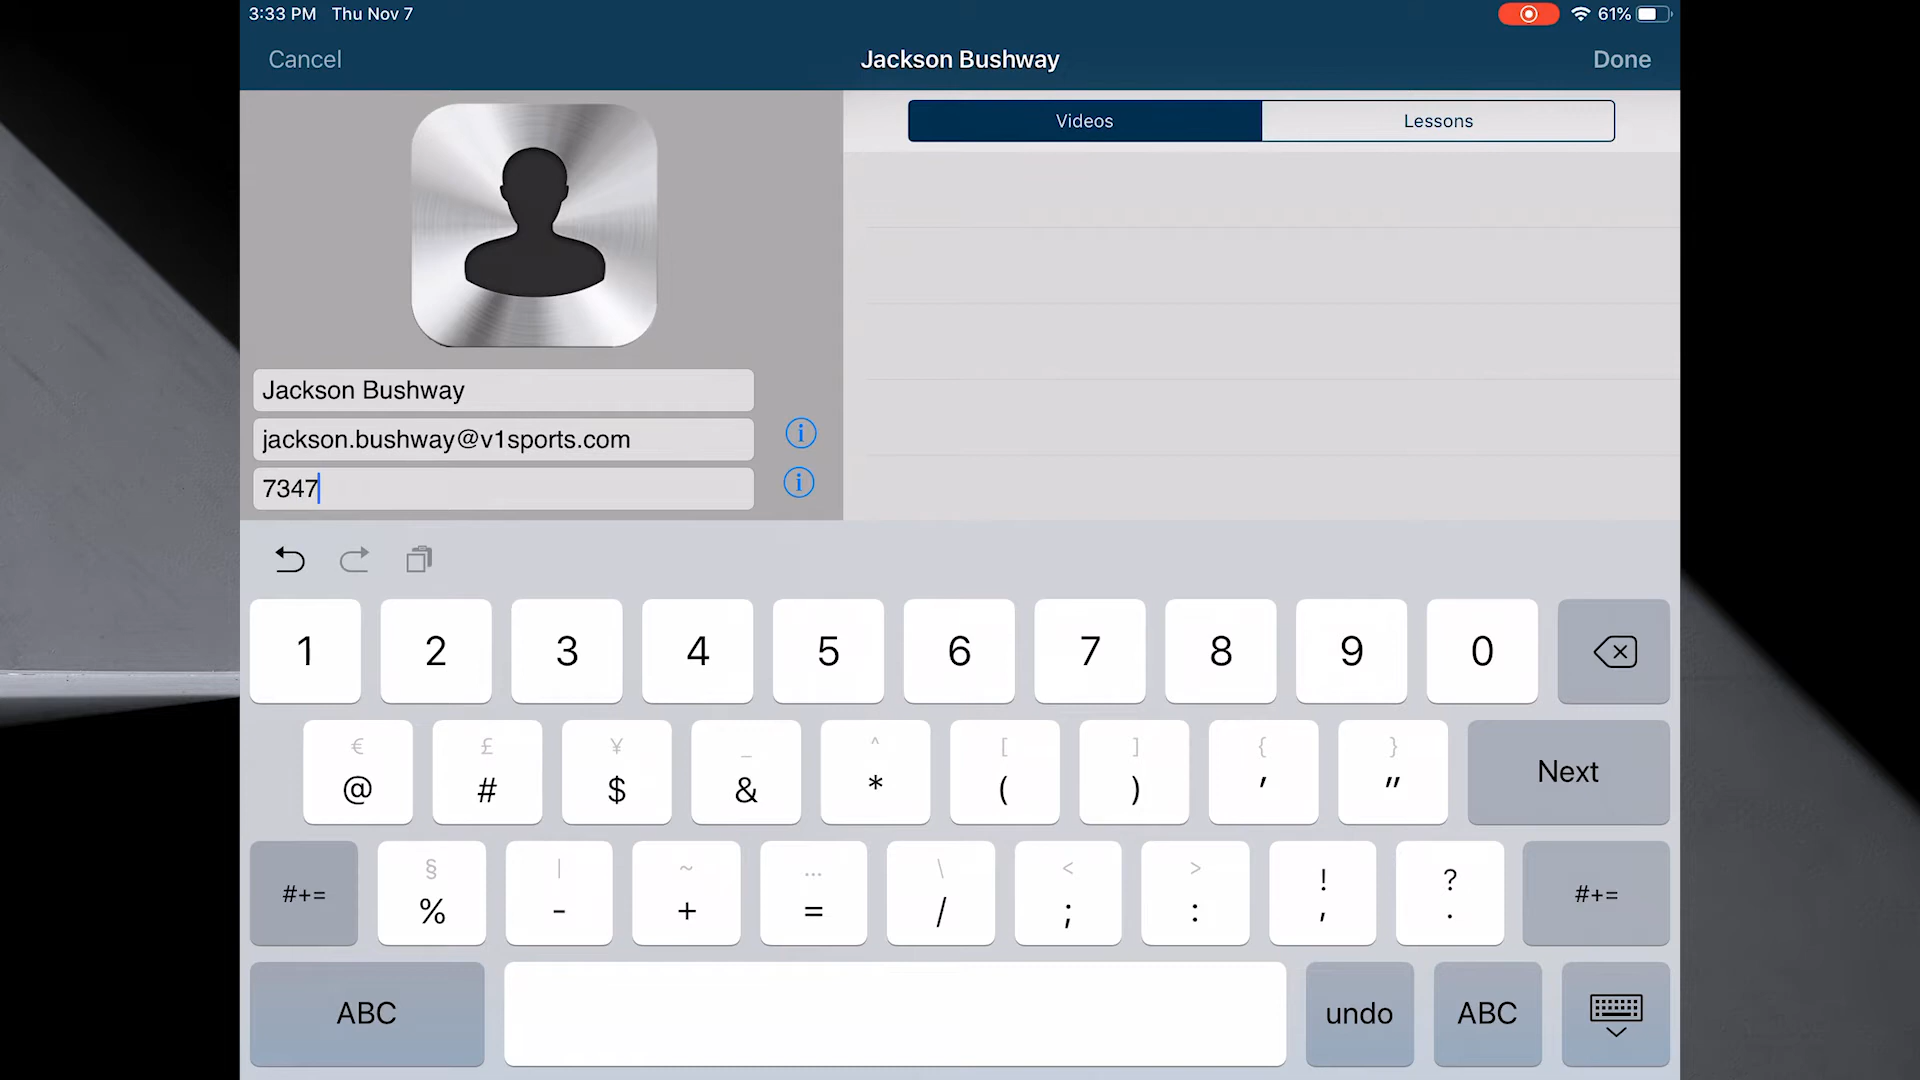 3:33 PM Thu Nov 7
61%
Cancel
Jackson Bushway
Done
Videos
Lessons
Jackson Bushway
jackson.bushway@v1sports.com
7347
1 2 3 4 5 6 7 8 9 0
€ £ ¥ _ ^ [ ] { }
@ # $ & * ( ) ' " Next
§ | ~ … \ < > ! ?
#+= % - + = / ; : , . #+=
ABC undo ABC